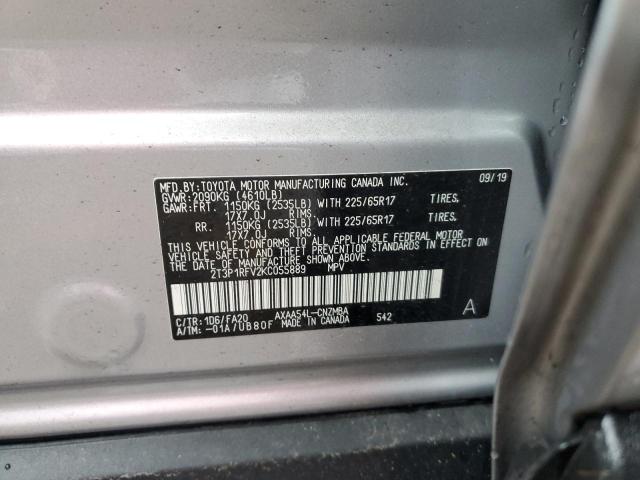 MFD.BY:TOYOTA MOTOR MANUFACTURING CANADA INC. 09/19
GVWR:2090KG (4610LB)
GAWR:FRT. 1150KG (2535LB) WITH 225/65R17 TIRES.
17X7.0J RIMS.
RR. 1150KG (2535LB) WITH 225/65R17 TIRES.
17X7.0J RIMS.
THIS VEHICLE CONFORMS TO ALL APPLICABLE FEDERAL MOTOR
VEHICLE SAFETY AND THEFT PREVENTION STANDARDS IN EFFECT
ON THE DATE OF MANUFACTURE SHOWN ABOVE.
2T3P1RFV2KC055889 MPV
C/TR:1D6/FA20 AXAA54L-CNZMBA
A/TM:-01A/UB80F MADE IN CANADA 542 A